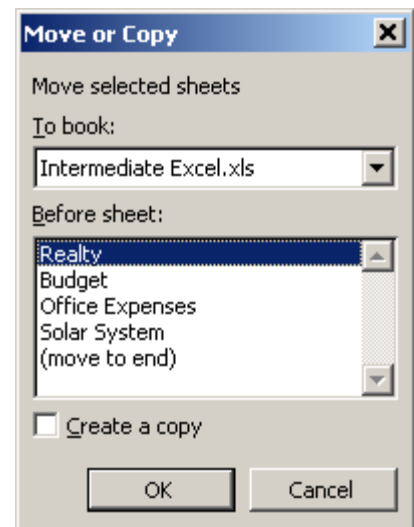 Move or Copy
Move selected sheets
To book:
Intermediate Excel.xls
Before sheet:
Realty
Budget
Office Expenses
Solar System
(move to end)
Create a copy
OK Cancel